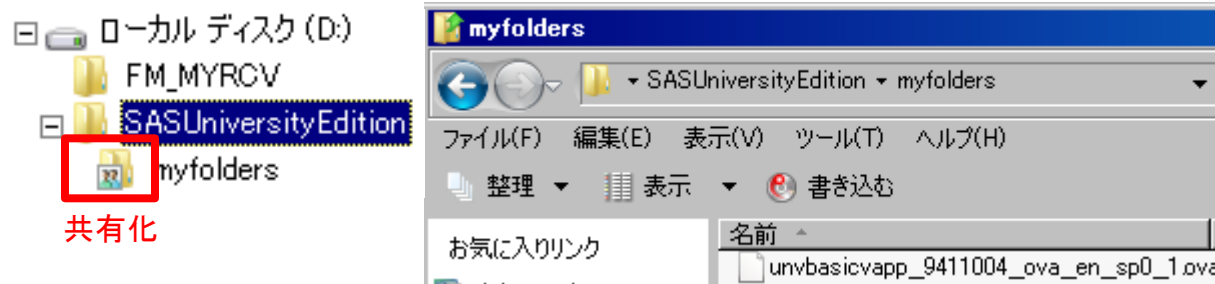 ローカル ディスク (D:)
FM_MYRCV
SASUniversityEdition
myfolders
共有化
myfolders
SASUniversityEdition myfolders
ファイル(F) 編集(E) 表示(V) ツール(T) ヘルプ(H)
整理 表示 書き込む
お気に入りリンク
名前
unvbasicvapp_9411004_ova_en_sp0_1.ova